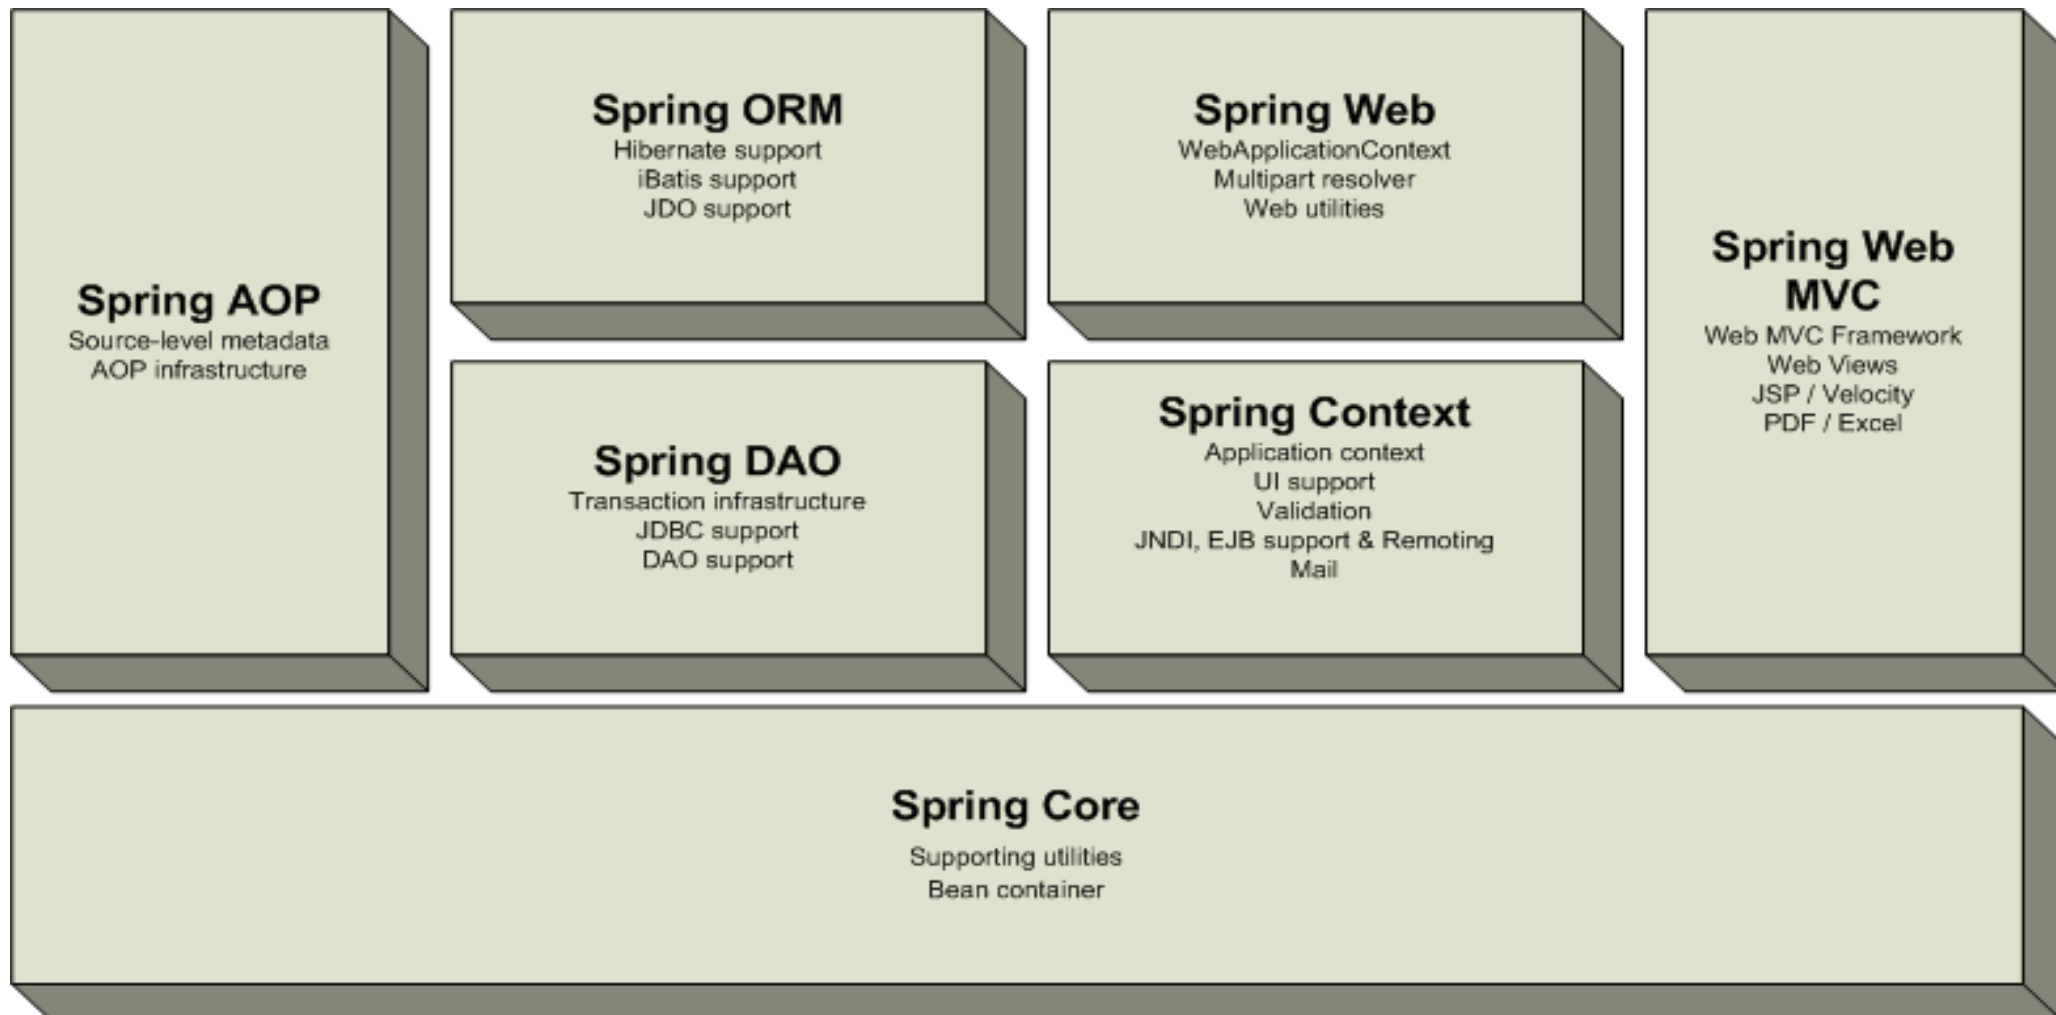 Spring AOP
Source-level metadata
AOP infrastructure
Spring ORM
Hibernate support
iBatis support
JDO support
Spring DAO
Transaction infrastructure
JDBC support
DAO support
Spring Web
WebApplicationContext
Multipart resolver
Web utilities
Spring Context
Application context
UI support
Validation
JNDI, EJB support & Remoting
Mail
Spring Web
MVC
Web MVC Framework
Web Views
JSP / Velocity
PDF / Excel
Spring Core
Supporting utilities
Bean container